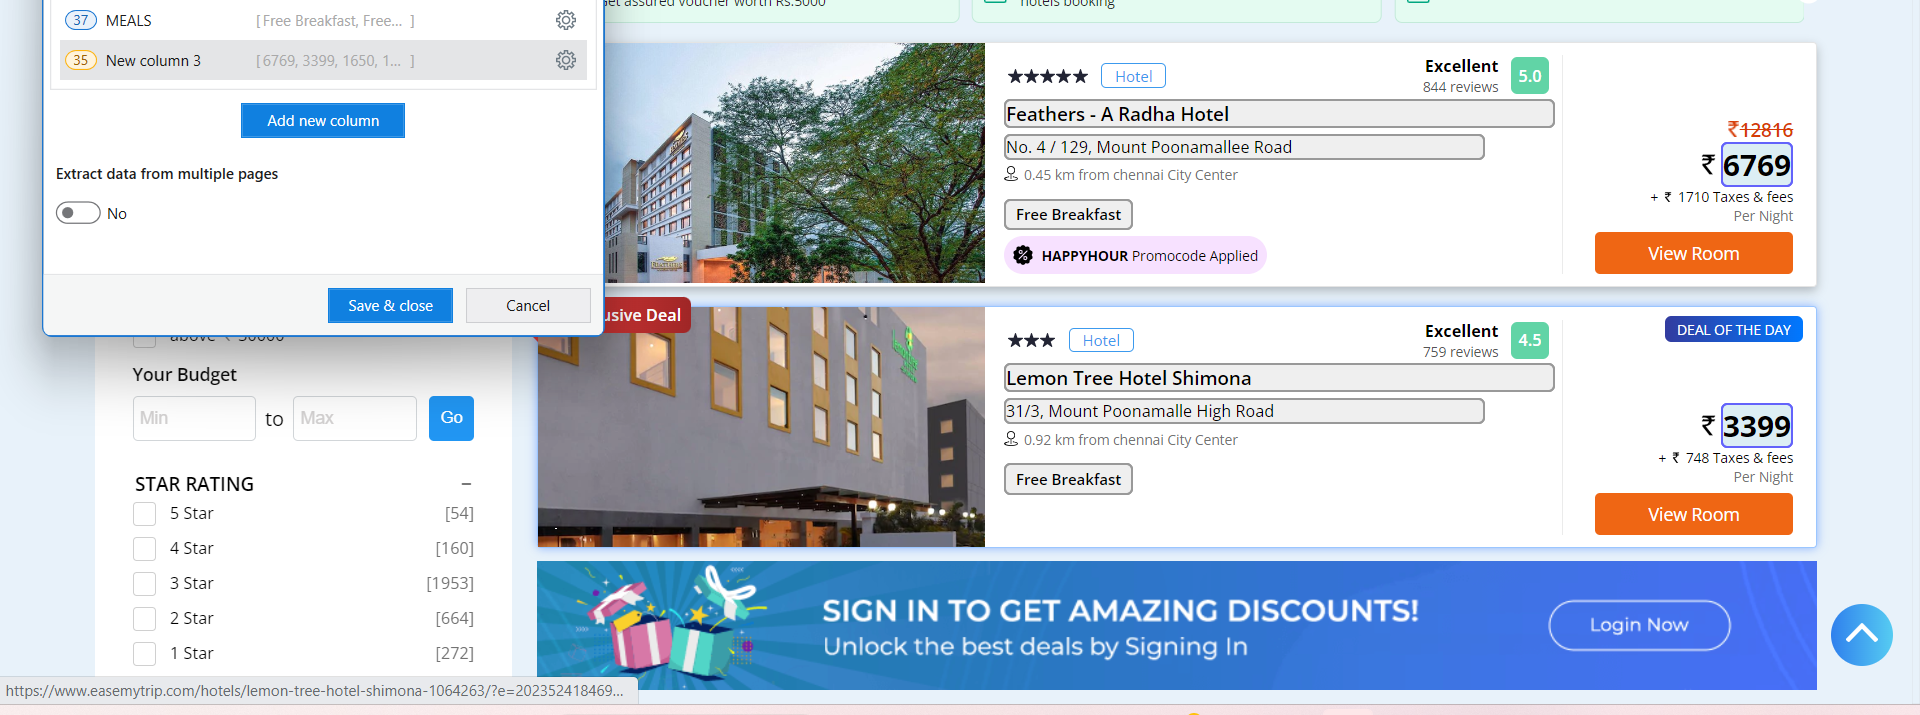 Get assured voucher worth Rs.5000
hotels booking
37 MEALS [Free Breakfast, Free... ]
35 New column 3 [6769, 3399, 1650, 1... ]
Add new column
Extract data from multiple pages
No
Save & close Cancel
above ₹ 30000
Your Budget
Min to Max Go
STAR RATING −
5 Star [54]
4 Star [160]
3 Star [1953]
2 Star [664]
1 Star [272]
★★★★★ Hotel
Excellent
844 reviews
5.0
Feathers - A Radha Hotel
No. 4 / 129, Mount Poonamallee Road
0.45 km from chennai City Center
Free Breakfast
HAPPYHOUR Promocode Applied
₹12816
₹ 6769
+ ₹ 1710 Taxes & fees
Per Night
View Room
usive Deal
★★★ Hotel
Excellent
759 reviews
4.5
DEAL OF THE DAY
Lemon Tree Hotel Shimona
31/3, Mount Poonamalle High Road
0.92 km from chennai City Center
Free Breakfast
₹ 3399
+ ₹ 748 Taxes & fees
Per Night
View Room
SIGN IN TO GET AMAZING DISCOUNTS!
Unlock the best deals by Signing In
Login Now
https://www.easemytrip.com/hotels/lemon-tree-hotel-shimona-1064263/?e=202352418469...